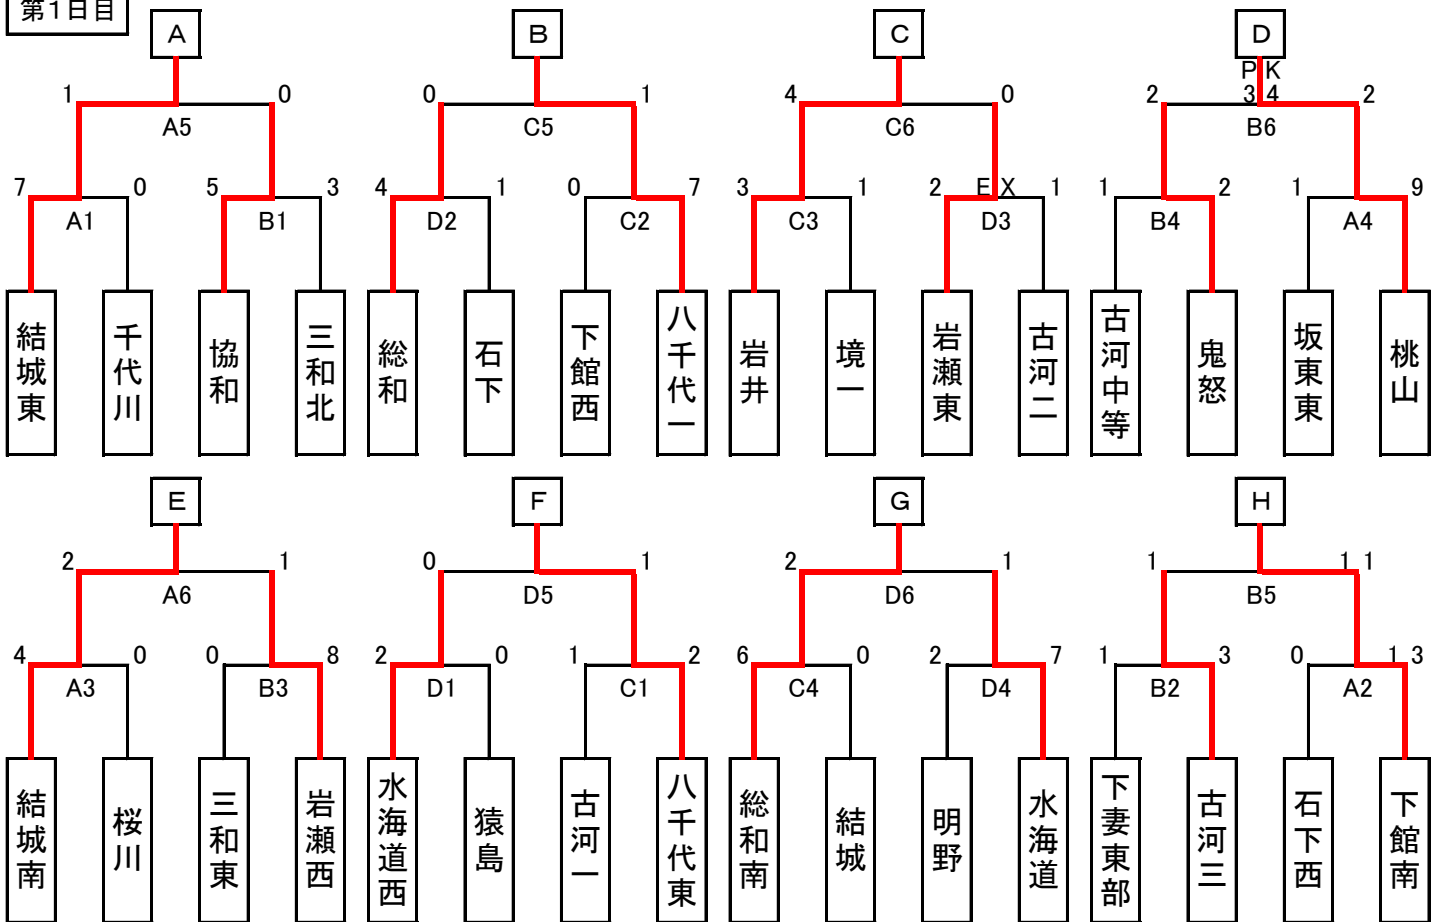 第1日目
A B C D
PK
1 0 0 1 4 0 2 3 4 2
A5 C5 C6 B6
7 0 5 3 4 1 0 7 3 1 2 EX 1 1 2 1 9
A1 B1 D2 C2 C3 D3 B4 A4
結城東
千代川
協和
三和北
総和
石下
下館西
八千代一
岩井
境一
岩瀬東
古河二
古河中等
鬼怒
坂東東
桃山
E F G H
2 1 0 1 2 1 1 11
A6 D5 D6 B5
4 0 0 8 2 0 1 2 6 0 2 7 1 3 0 13
A3 B3 D1 C1 C4 D4 B2 A2
結城南
桜川
三和東
岩瀬西
水海道西
猿島
古河一
八千代東
総和南
結城
明野
水海道
下妻東部
古河三
石下西
下館南